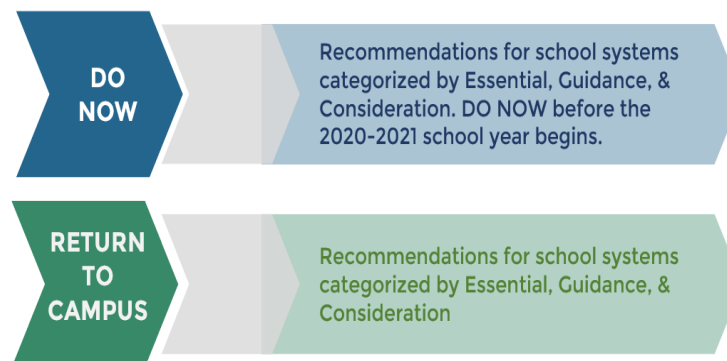 DO
NOW
Recommendations for school systems
categorized by Essential, Guidance, &
Consideration. DO NOW before the
2020-2021 school year begins.
RETURN
TO
CAMPUS
Recommendations for school systems
categorized by Essential, Guidance, &
Consideration